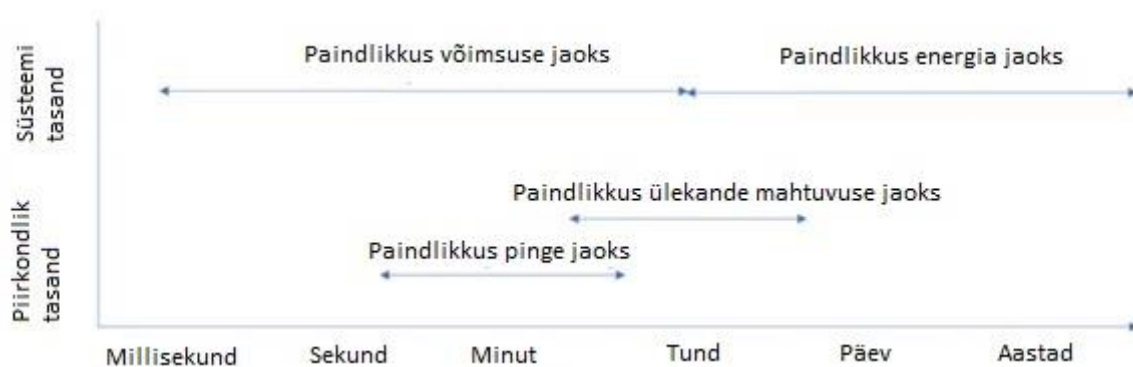 Süsteemi
tasand
Paindlikkus võimsuse jaoks
Paindlikkus energia jaoks
Piirkondlik
tasand
Paindlikkus ülekande mahtuvuse jaoks
Paindlikkus pinge jaoks
Millisekund Sekund Minut Tund Päev Aastad